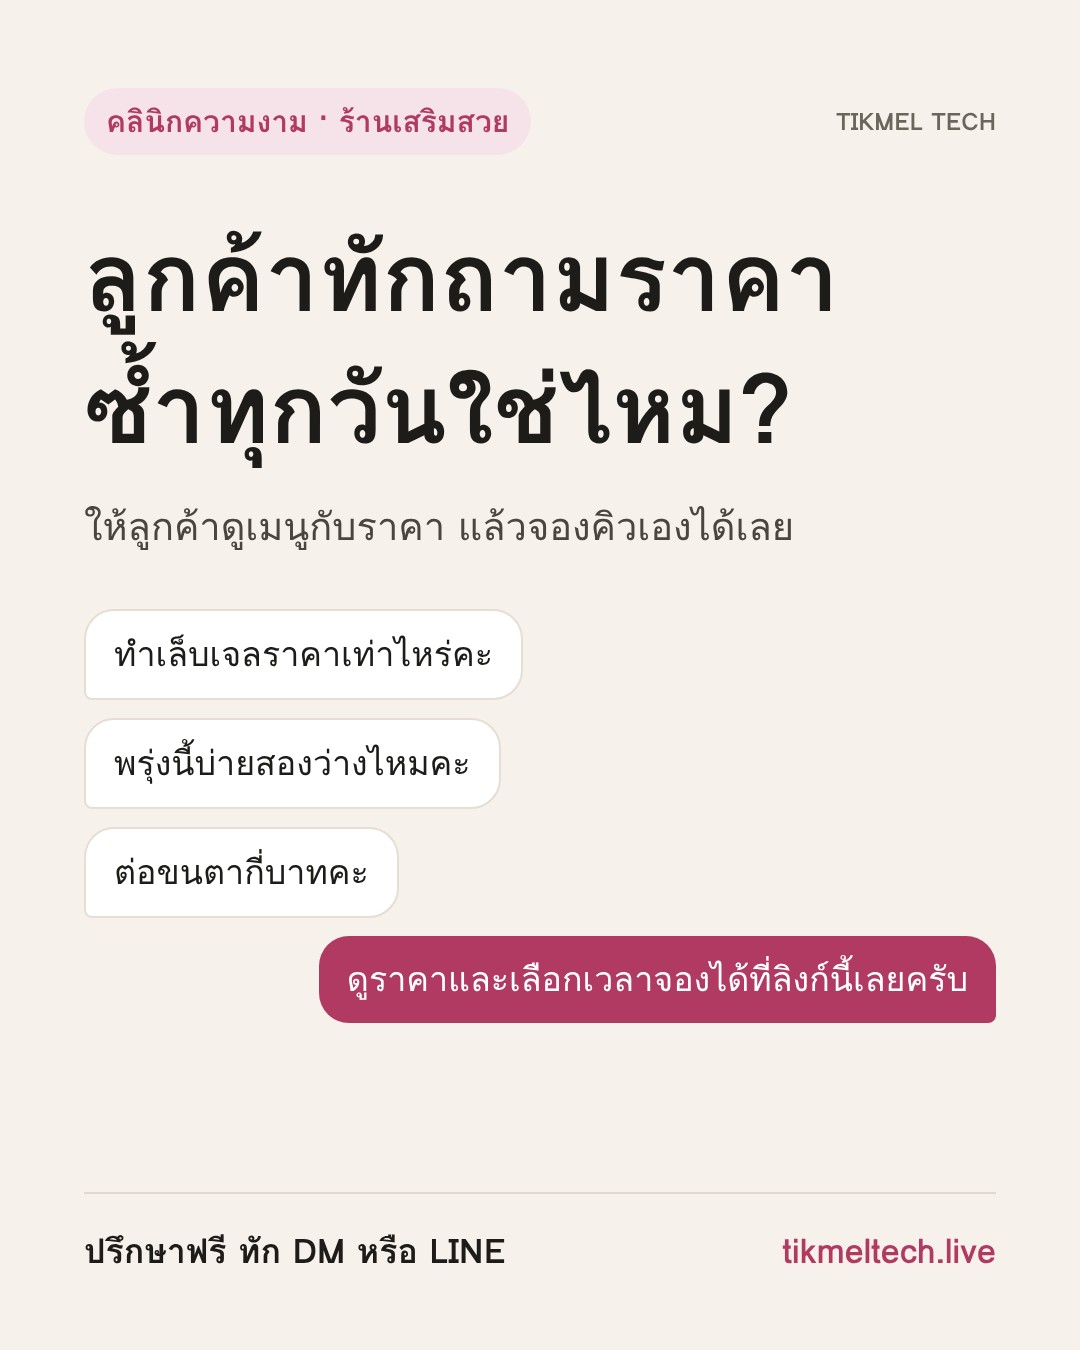 คลินิกความงาม · ร้านเสริมสวย
TIKMEL TECH
ลูกค้าทักถามราคา
ซ้ำทุกวันใช่ไหม?
ให้ลูกค้าดูเมนูกับราคา แล้วจองคิวเองได้เลย
ทำเล็บเจลราคาเท่าไหร่คะ
พรุ่งนี้บ่ายสองว่างไหมคะ
ต่อขนตากี่บาทคะ
ดูราคาและเลือกเวลาจองได้ที่ลิงก์นี้เลยครับ
ปรึกษาฟรี ทัก DM หรือ LINE
tikmeltech.live